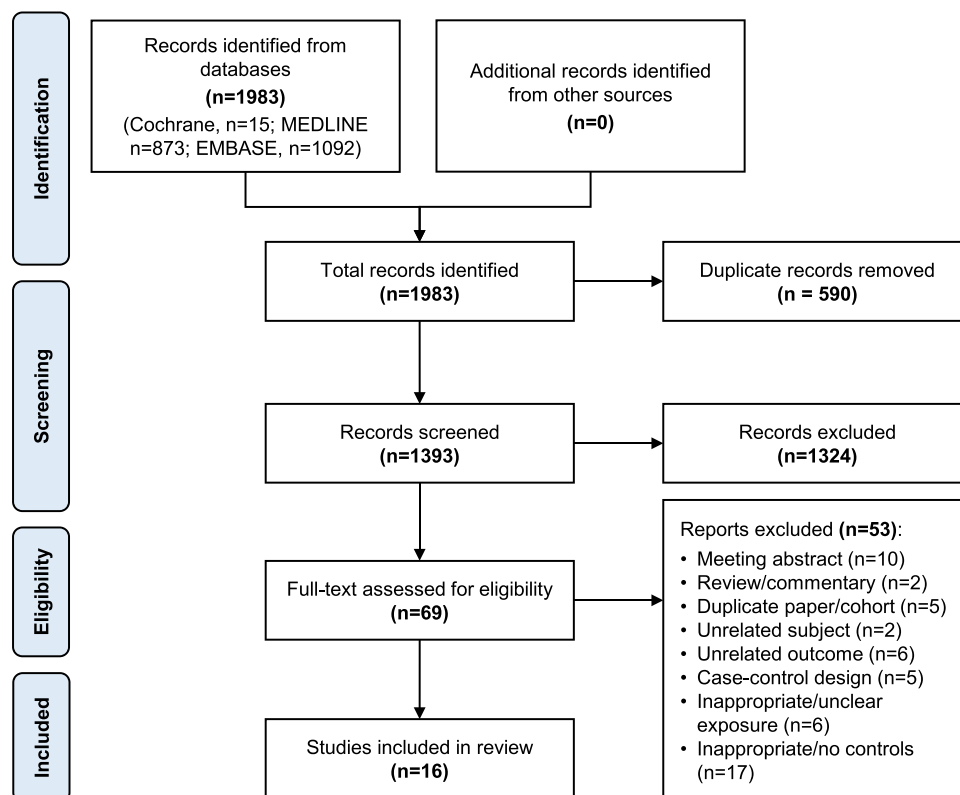 Identification
Records identified from
databases
(n=1983)
(Cochrane, n=15; MEDLINE
n=873; EMBASE, n=1092)
Additional records identified
from other sources
(n=0)
Total records identified
(n=1983)
Duplicate records removed
(n = 590)
Screening
Records screened
(n=1393)
Records excluded
(n=1324)
Eligibility
Full-text assessed for eligibility
(n=69)
Reports excluded (n=53):
• Meeting abstract (n=10)
• Review/commentary (n=2)
• Duplicate paper/cohort (n=5)
• Unrelated subject (n=2)
• Unrelated outcome (n=6)
• Case-control design (n=5)
• Inappropriate/unclear
exposure (n=6)
• Inappropriate/no controls
(n=17)
Included
Studies included in review
(n=16)